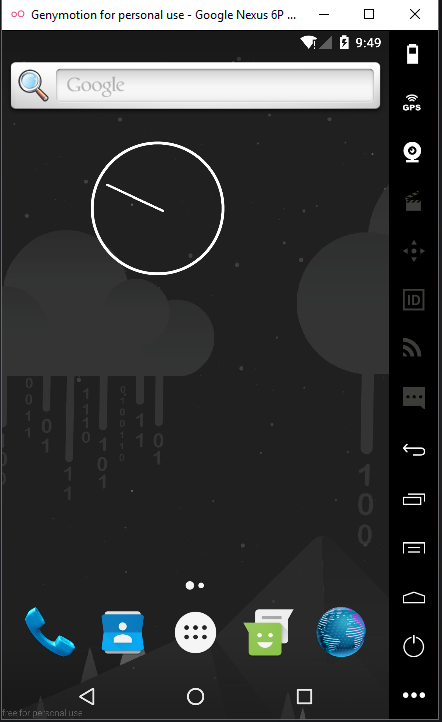 Genymotion for personal use - Google Nexus 6P ...
9:49
Google
GPS
ID
free for personal use